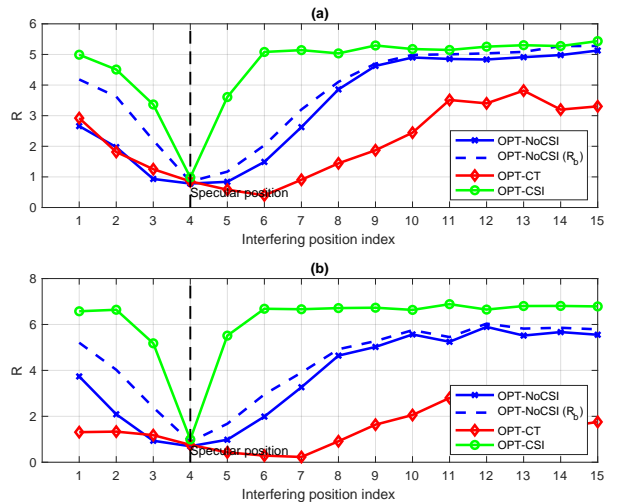 (a)
6
5
4
3
2
1
0
R
OPT-NoCSI
OPT-NoCSI (R_b)
OPT-CT
OPT-CSI
Specular position
1 2 3 4 5 6 7 8 9 10 11 12 13 14 15
Interfering position index
(b)
8
6
4
2
0
R
OPT-NoCSI
OPT-NoCSI (R_b)
OPT-CT
OPT-CSI
Specular position
1 2 3 4 5 6 7 8 9 10 11 12 13 14 15
Interfering position index